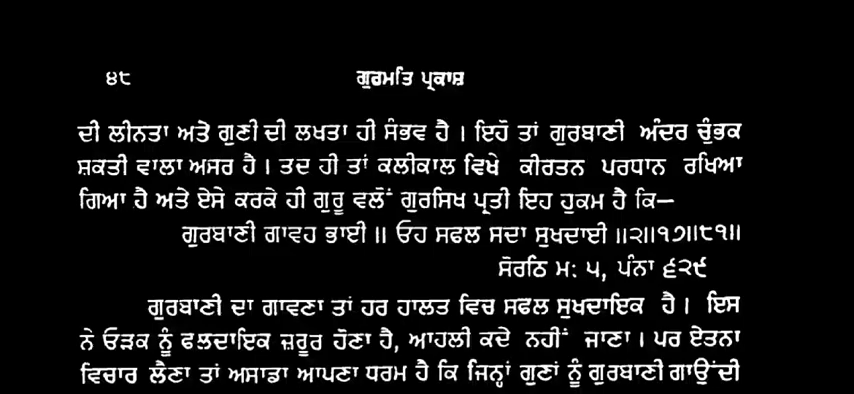 ੪੮ ਗੁਰਮਤਿ ਪ੍ਰਕਾਸ਼
ਦੀ ਲੀਨਤਾ ਅਤੇ ਗੁਣੀ ਦੀ ਲਖਤਾ ਹੀ ਸੰਭਵ ਹੈ । ਇਹੋ ਤਾਂ ਗੁਰਬਾਣੀ ਅੰਦਰ ਚੁੰਭਕ
ਸ਼ਕਤੀ ਵਾਲਾ ਅਸਰ ਹੈ । ਤਦ ਹੀ ਤਾਂ ਕਲੀਕਾਲ ਵਿਖੇ ਕੀਰਤਨ ਪਰਧਾਨ ਰਖਿਆ
ਗਿਆ ਹੈ ਅਤੇ ਏਸੇ ਕਰਕੇ ਹੀ ਗੁਰੂ ਵਲੋਂ ਗੁਰਸਿਖ ਪ੍ਰਤੀ ਇਹ ਹੁਕਮ ਹੈ ਕਿ—
ਗੁਰਬਾਣੀ ਗਾਵਹ ਭਾਈ ॥ ਓਹ ਸਫਲ ਸਦਾ ਸੁਖਦਾਈ ॥੨॥੧੭॥੮੧॥
ਸੋਰਠਿ ਮ: ੫, ਪੰਨਾ ੬੨੯
ਗੁਰਬਾਣੀ ਦਾ ਗਾਵਣਾ ਤਾਂ ਹਰ ਹਾਲਤ ਵਿਚ ਸਫਲ ਸੁਖਦਾਇਕ ਹੈ । ਇਸ
ਨੇ ਓੜਕ ਨੂੰ ਫਲਦਾਇਕ ਜ਼ਰੂਰ ਹੋਣਾ ਹੈ, ਆਹਲੀ ਕਦੇ ਨਹੀਂ ਜਾਣਾ । ਪਰ ਏਤਨਾ
ਵਿਚਾਰ ਲੈਣਾ ਤਾਂ ਅਸਾਡਾ ਆਪਣਾ ਧਰਮ ਹੈ ਕਿ ਜਿਨ੍ਹਾਂ ਗੁਣਾਂ ਨੂੰ ਗੁਰਬਾਣੀ ਗਾਉਂਦੀ